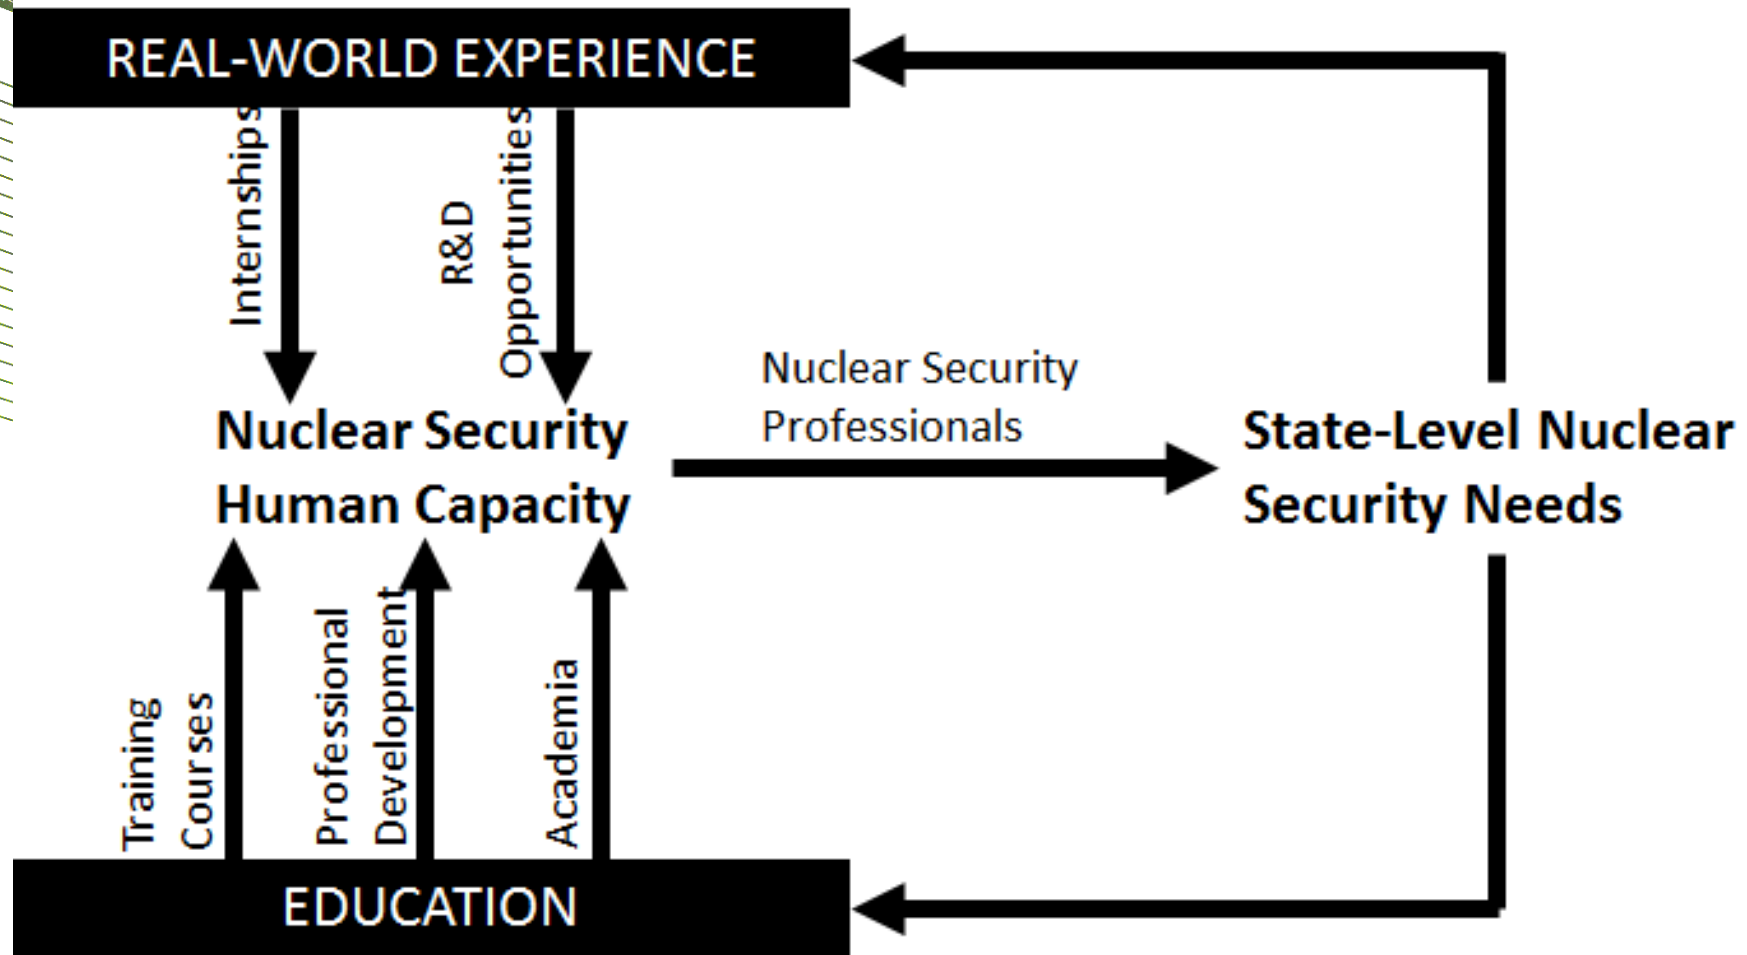 REAL-WORLD EXPERIENCE
Internships
R&D
Opportunities
Nuclear Security
Professionals
Nuclear Security
Human Capacity
State-Level Nuclear
Security Needs
Training
Courses
Professional
Development
Academia
EDUCATION